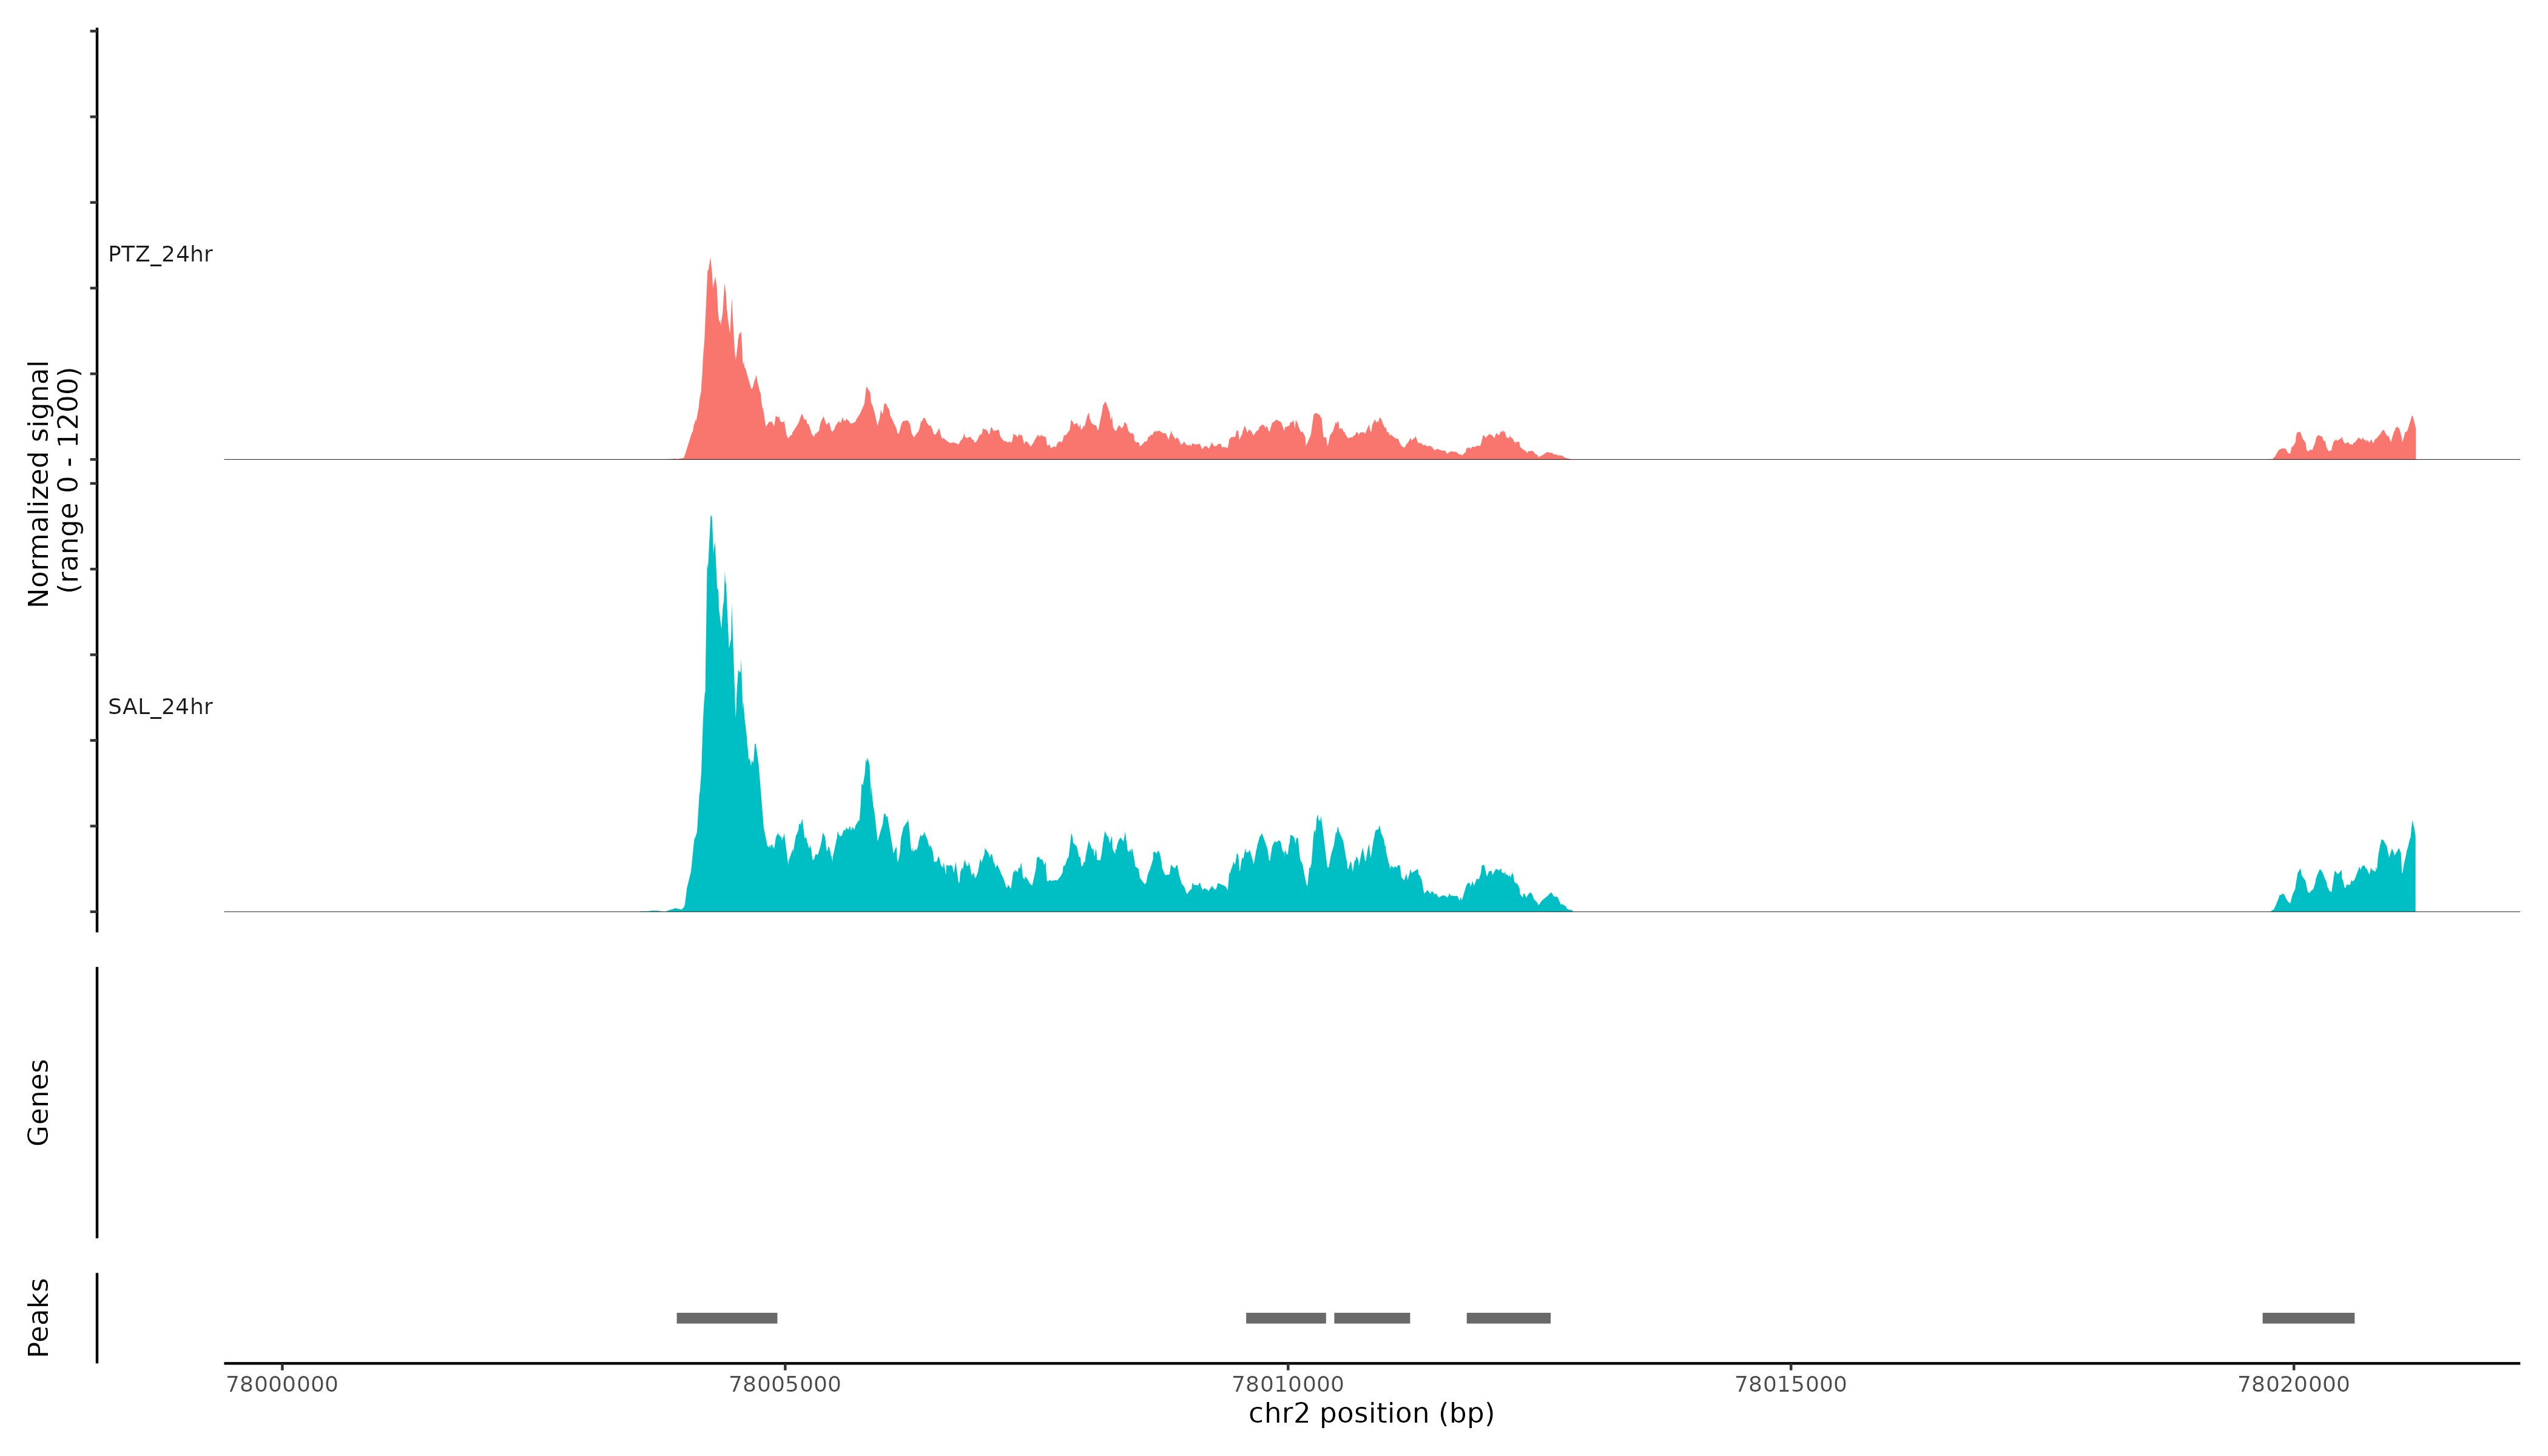 PTZ_24hr
SAL_24hr
Normalized signal
(range 0 - 1200)
Genes
Peaks
78000000
78005000
78010000
78015000
78020000
chr2 position (bp)